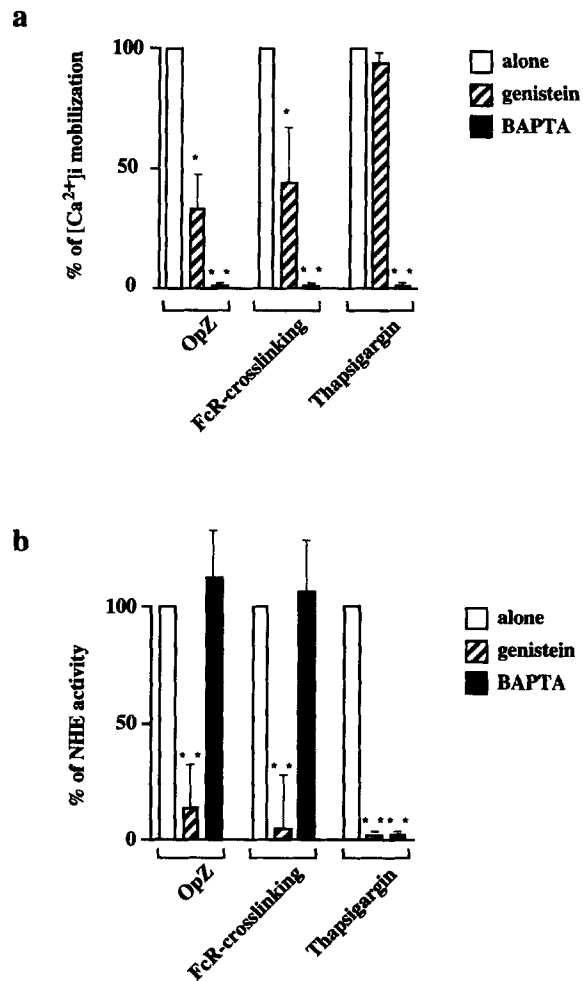 a
% of [Ca2+]i mobilization
100
50
0
*
* *
*
* *
* *
OpZ
FcR-crosslinking
Thapsigargin
alone
genistein
BAPTA
b
% of NHE activity
100
50
0
* *
* *
* *
* *
OpZ
FcR-crosslinking
Thapsigargin
alone
genistein
BAPTA